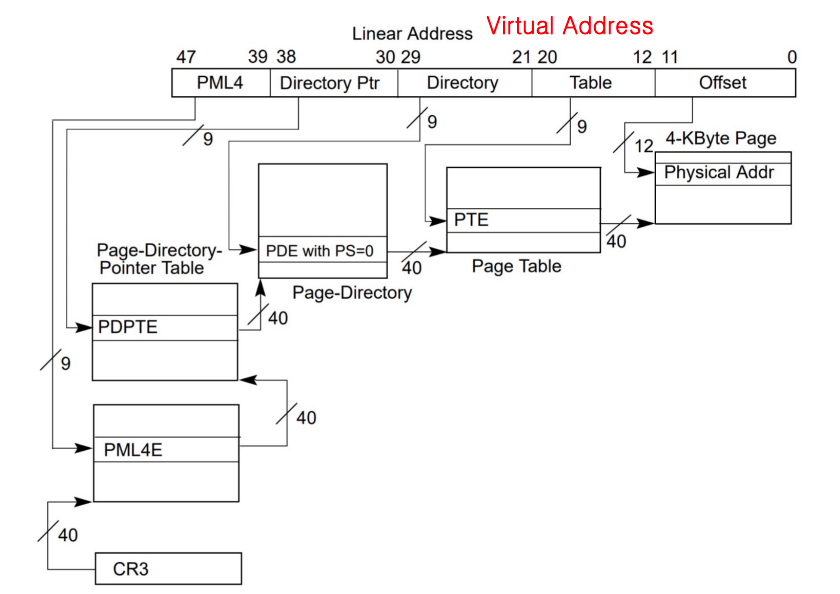 Linear Address Virtual Address
47 39 38 30 29 21 20 12 11 0
PML4 Directory Ptr Directory Table Offset
9
9
9
12
4-KByte Page
Physical Addr
PTE
40
Page Table
PDE with PS=0
40
Page-Directory
Page-Directory-
Pointer Table
PDPTE
40
9
40
PML4E
40
CR3